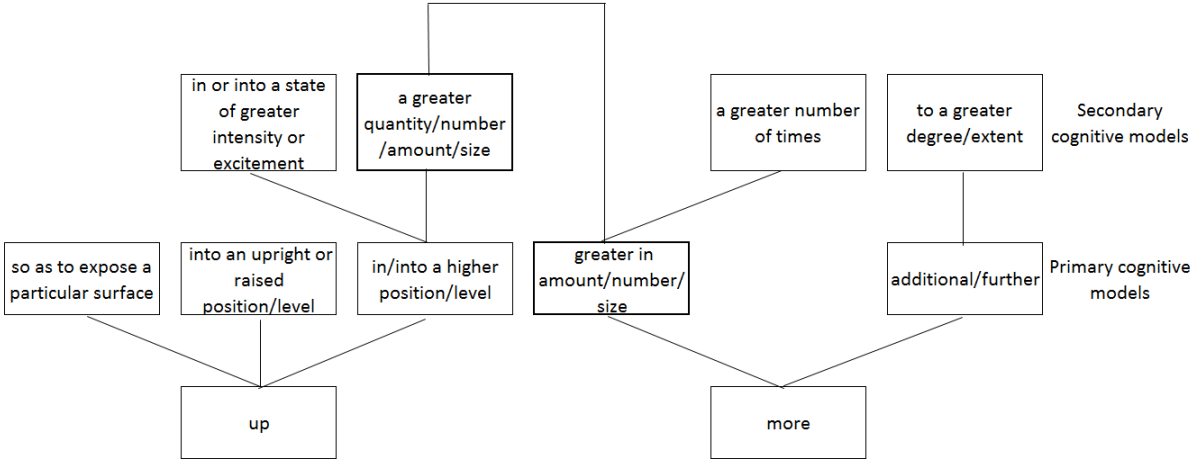 in or into a state
of greater
intensity or
excitement
a greater
quantity/number
/amount/size
a greater number
of times
to a greater
degree/extent
Secondary
cognitive models
so as to expose a
particular surface
into an upright or
raised
position/level
in/into a higher
position/level
greater in
amount/number/
size
additional/further
Primary cognitive
models
up
more